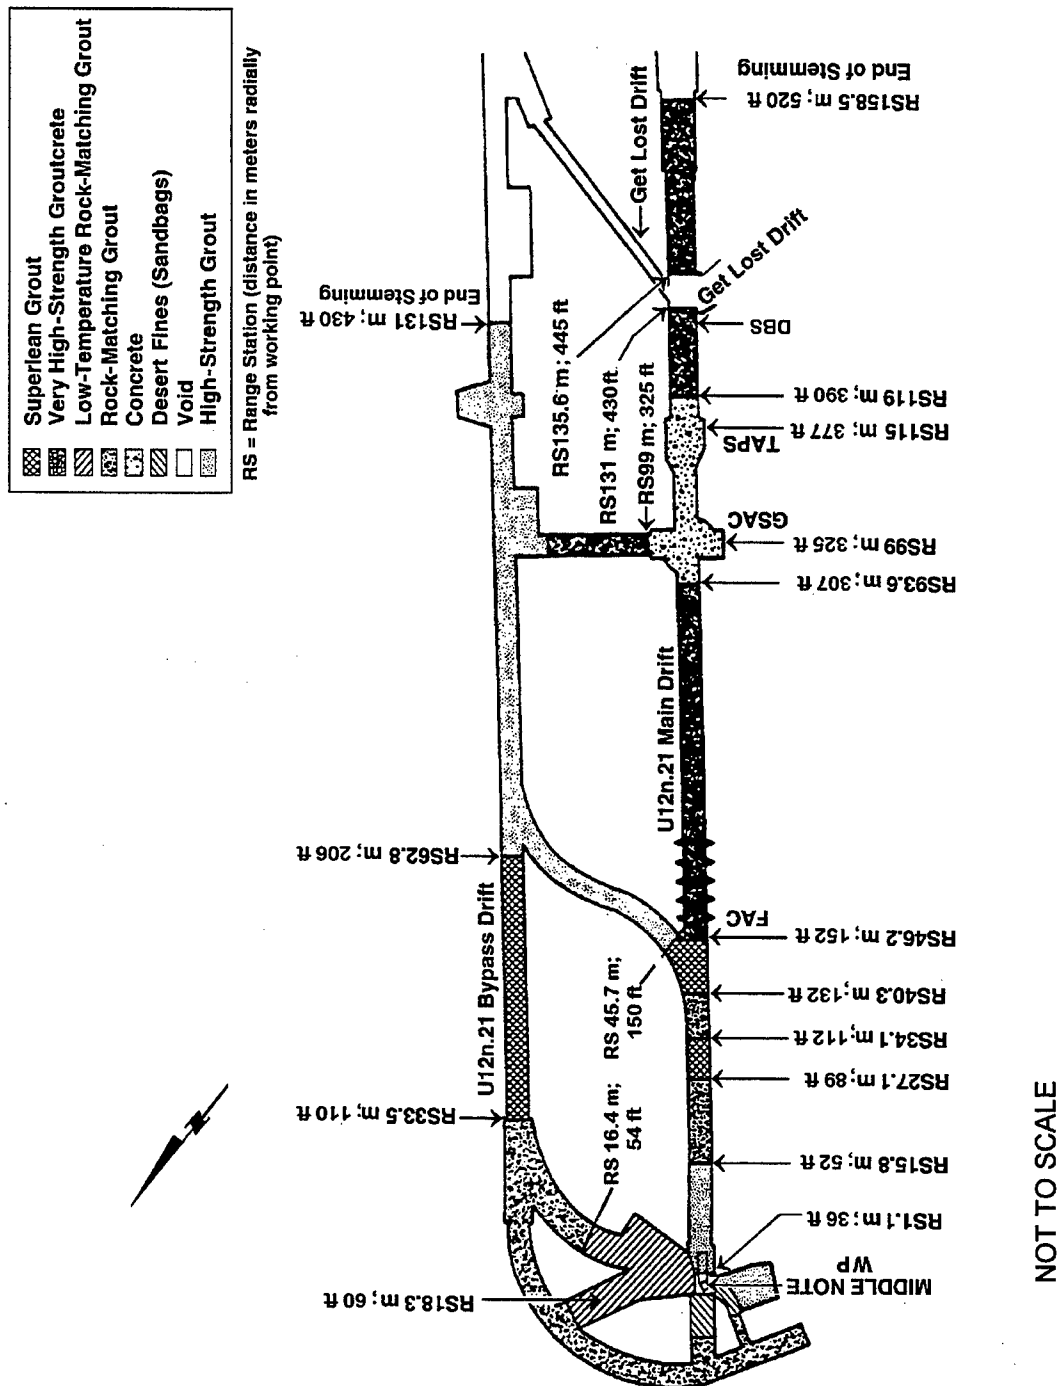 Superlean Grout
Very High-Strength Groutcrete
Low-Temperature Rock-Matching Grout
Rock-Matching Grout
Concrete
Desert Fines (Sandbags)
Void
High-Strength Grout
RS = Range Station (distance in meters radially
from working point)
End of Stemming
RS158.5 m; 520 ft
Get Lost Drift
Get Lost Drift
End of Stemming
RS131 m; 430 ft
RS135.6 m; 445 ft
RS131 m; 430 ft.
RS99 m; 325 ft
DBS
RS119 m; 390 ft
RS115 m; 377 ft
TAPS
GSAC
RS99 m; 325 ft
RS93.6 m; 307 ft
U12n.21 Main Drift
RS62.8 m; 206 ft
U12n.21 Bypass Drift
FAC
RS46.2 m; 152 ft
RS 45.7 m;
150 ft
RS40.3 m; 132 ft
RS34.1 m; 112 ft
RS27.1 m; 89 ft
RS33.5 m; 110 ft
RS 16.4 m;
54 ft
RS15.8 m; 52 ft
RS1.1 m; 36 ft
RS18.3 m; 60 ft
WP
MIDDLE NOTE
N
NOT TO SCALE